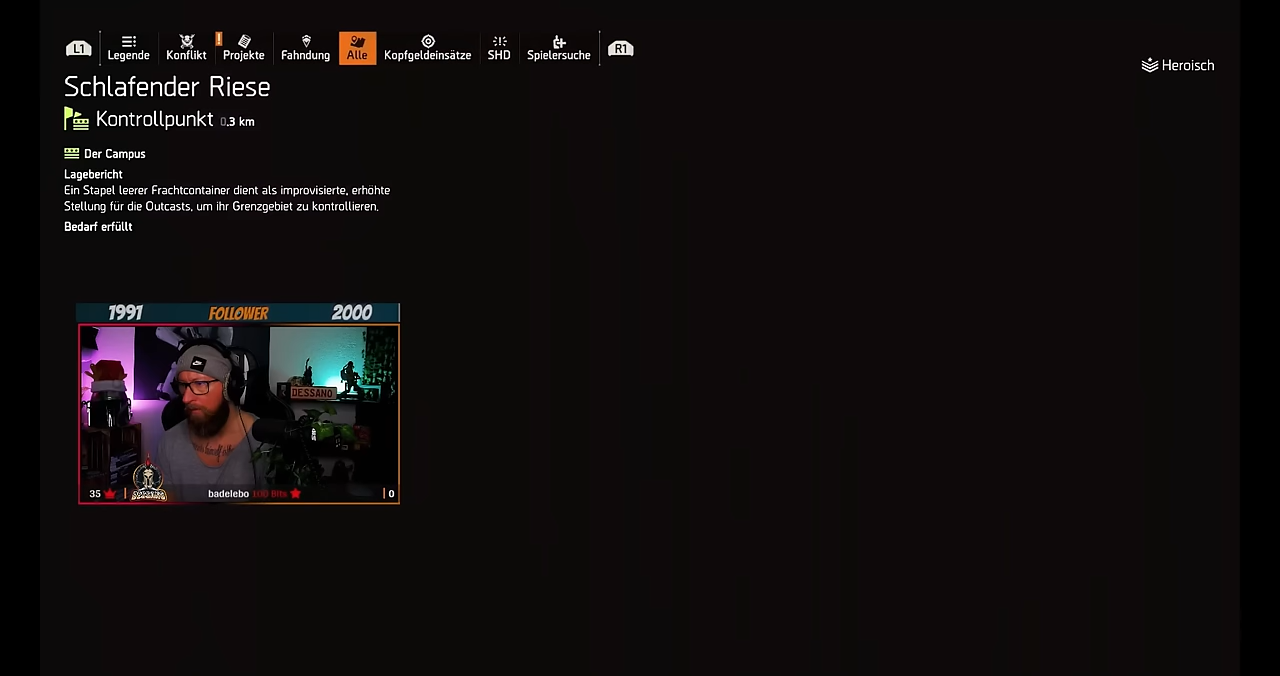 L1 Legende Konflikt Projekte Fahndung Alle Kopfgeldeinsätze SHD Spielersuche R1
Heroisch
Schlafender Riese
Kontrollpunkt 0.3 km
Der Campus
Lagebericht
Ein Stapel leerer Frachtcontainer dient als improvisierte, erhöhte
Stellung für die Outcasts, um ihr Grenzgebiet zu kontrollieren.
Bedarf erfüllt
1991 FOLLOWER 2000
DESSANO
35 badelebo 100 Bits 0